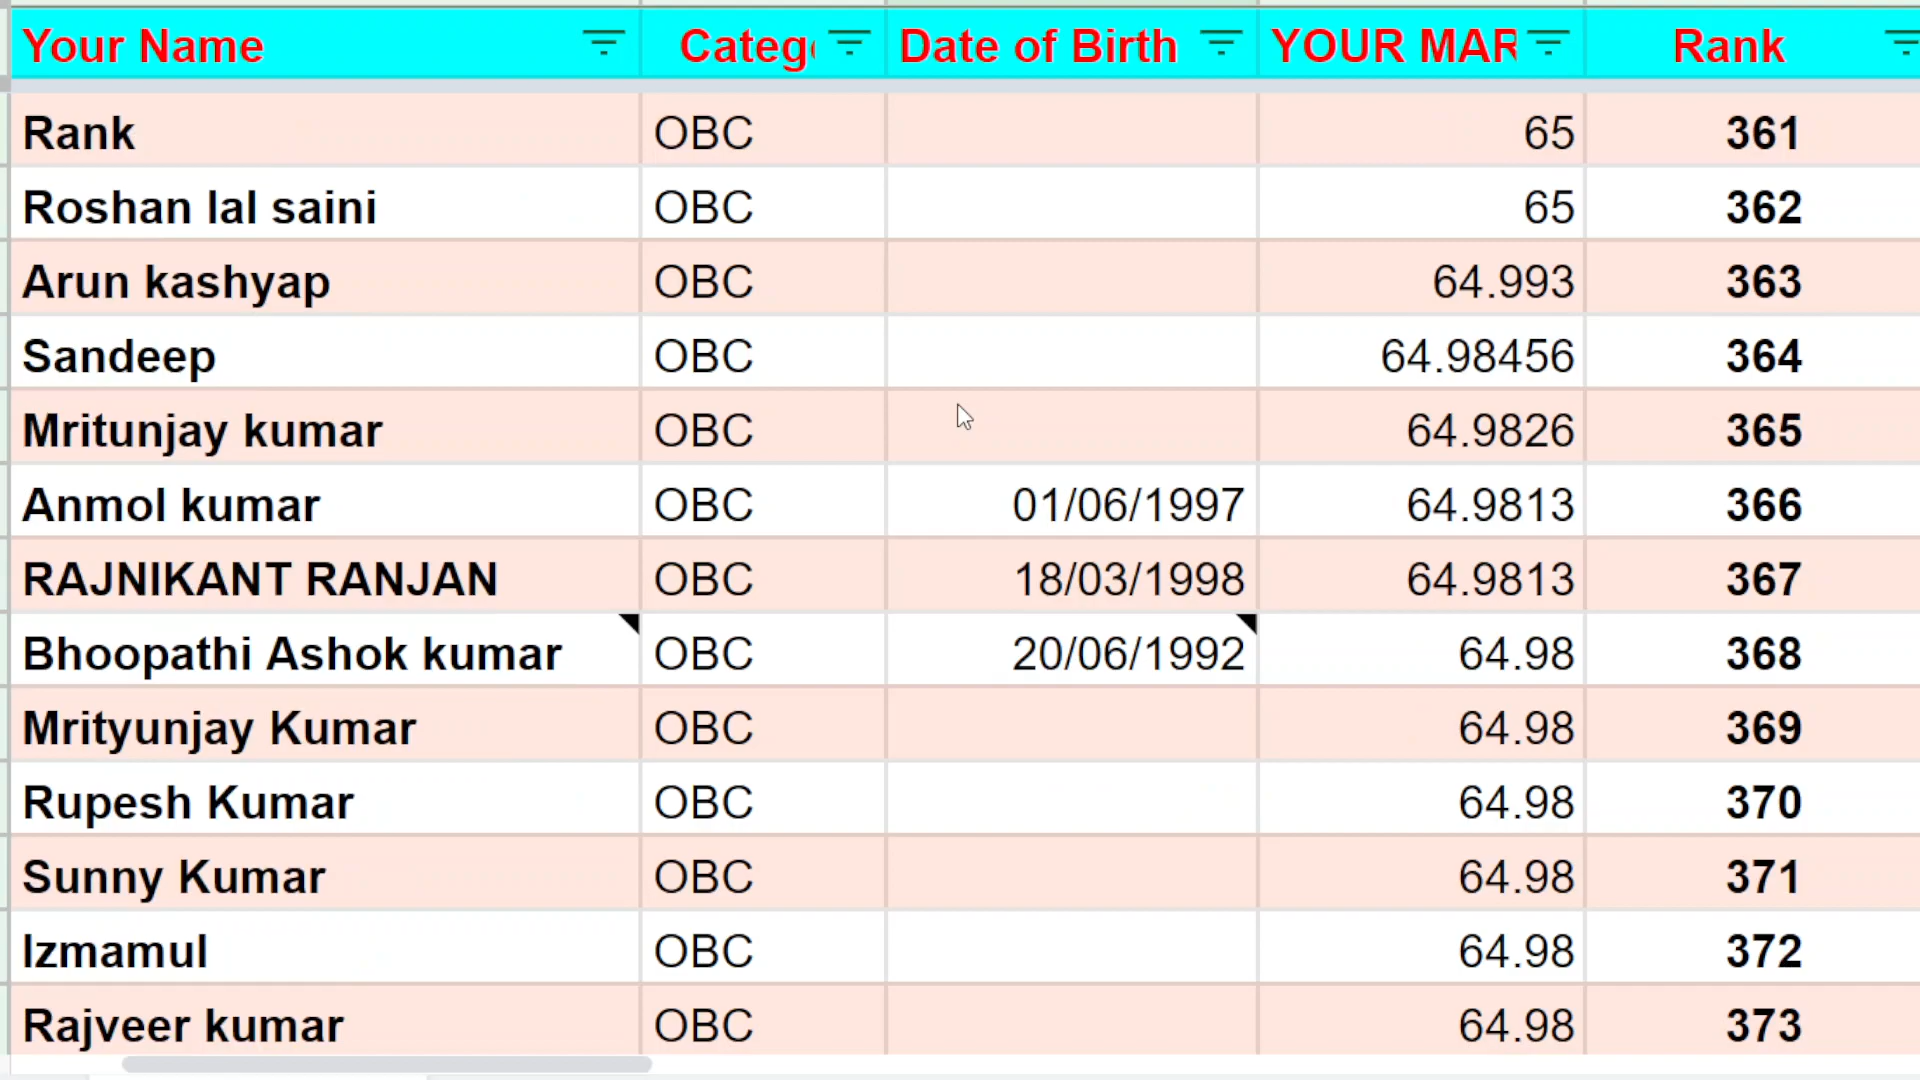 Your Name Categ Date of Birth YOUR MAR Rank
Rank OBC 65 361
Roshan lal saini OBC 65 362
Arun kashyap OBC 64.993 363
Sandeep OBC 64.98456 364
Mritunjay kumar OBC 64.9826 365
Anmol kumar OBC 01/06/1997 64.9813 366
RAJNIKANT RANJAN OBC 18/03/1998 64.9813 367
Bhoopathi Ashok kumar OBC 20/06/1992 64.98 368
Mrityunjay Kumar OBC 64.98 369
Rupesh Kumar OBC 64.98 370
Sunny Kumar OBC 64.98 371
Izmamul OBC 64.98 372
Rajveer kumar OBC 64.98 373